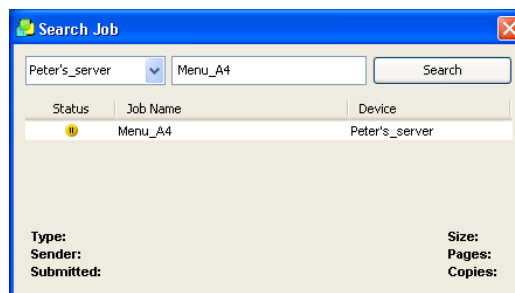 Search Job
Peter's_server Menu_A4 Search
Status Job Name Device
Menu_A4 Peter's_server
Type: Size:
Sender: Pages:
Submitted: Copies: